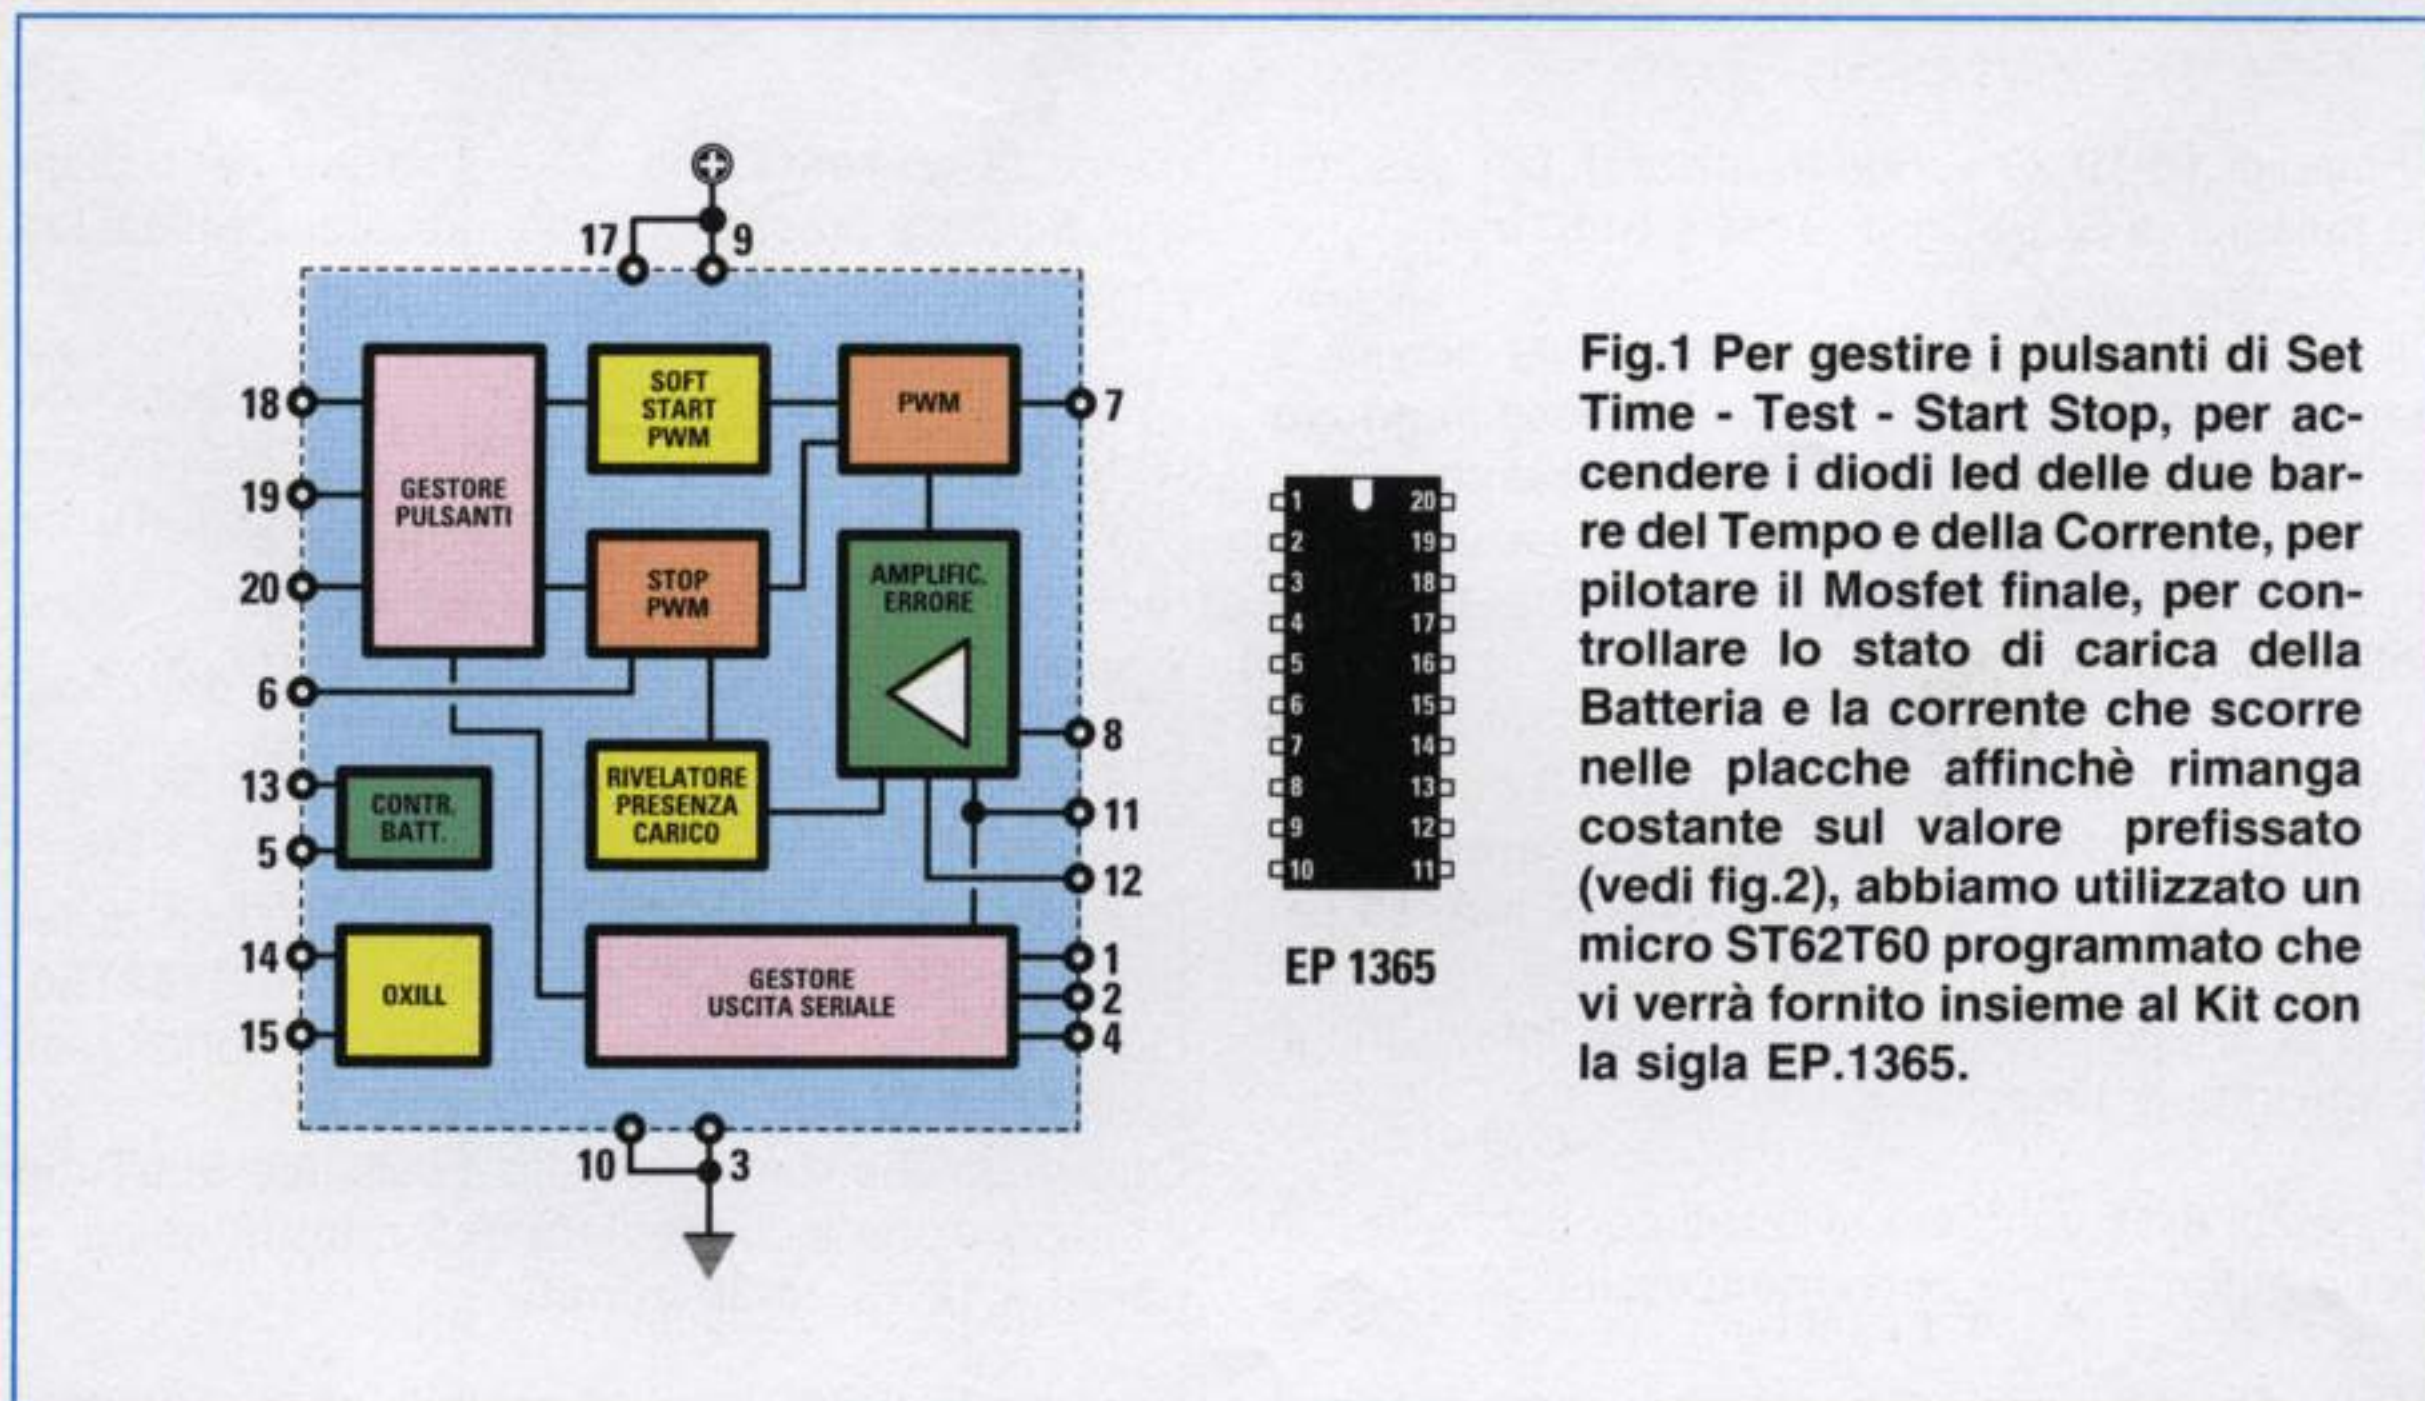 17
9
18
19
20
6
13
5
14
15
GESTORE
PULSANTI
SOFT
START
PWM
PWM
STOP
PWM
AMPLIFIC.
ERRORE
CONTR.
BATT.
RIVELATORE
PRESENZA
CARICO
OXILL
GESTORE
USCITA SERIALE
7
8
11
12
1
2
4
10
3
1 20
2 19
3 18
4 17
5 16
6 15
7 14
8 13
9 12
10 11
EP 1365
Fig.1 Per gestire i pulsanti di Set
Time - Test - Start Stop, per ac-
cendere i diodi led delle due bar-
re del Tempo e della Corrente, per
pilotare il Mosfet finale, per con-
trollare lo stato di carica della
Batteria e la corrente che scorre
nelle placche affinchè rimanga
costante sul valore prefissato
(vedi fig.2), abbiamo utilizzato un
micro ST62T60 programmato che
vi verrà fornito insieme al Kit con
la sigla EP.1365.